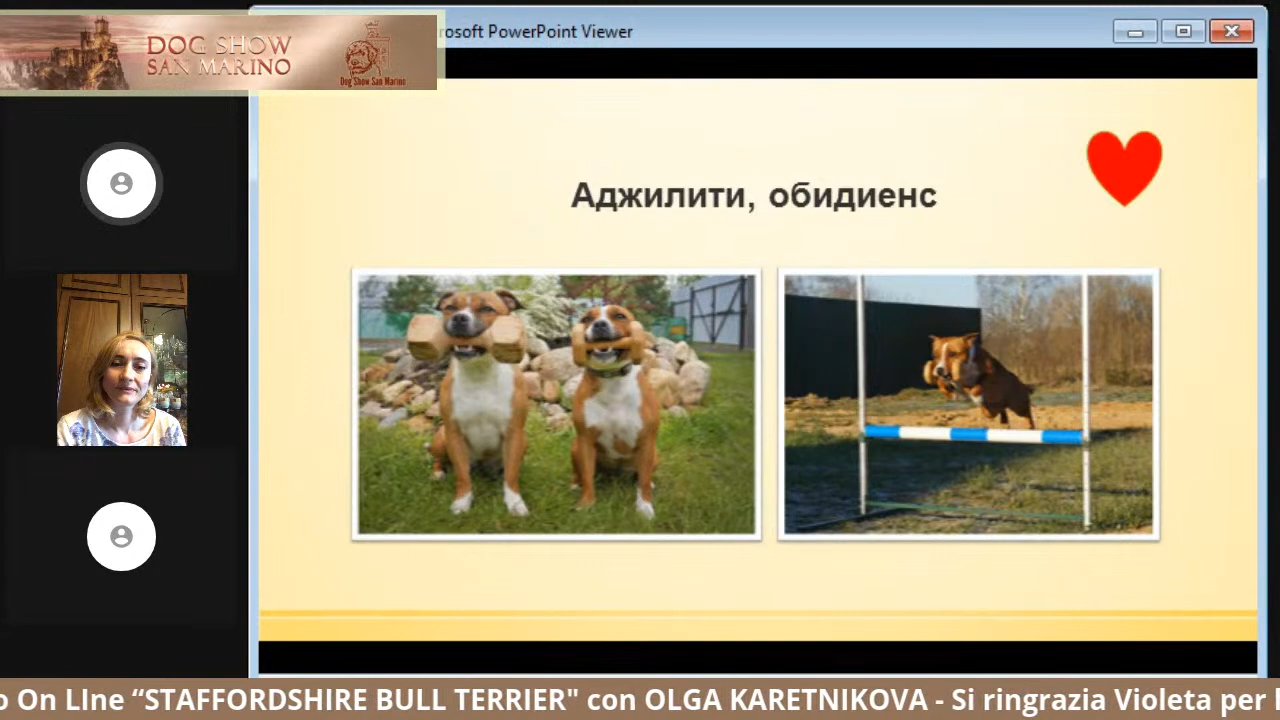 DOG SHOW
SAN MARINO
Dog Show San Marino
rosoft PowerPoint Viewer
Аджилити, обидиенс
o On LIne “STAFFORDSHIRE BULL TERRIER" con OLGA KARETNIKOVA - Si ringrazia Violeta per l